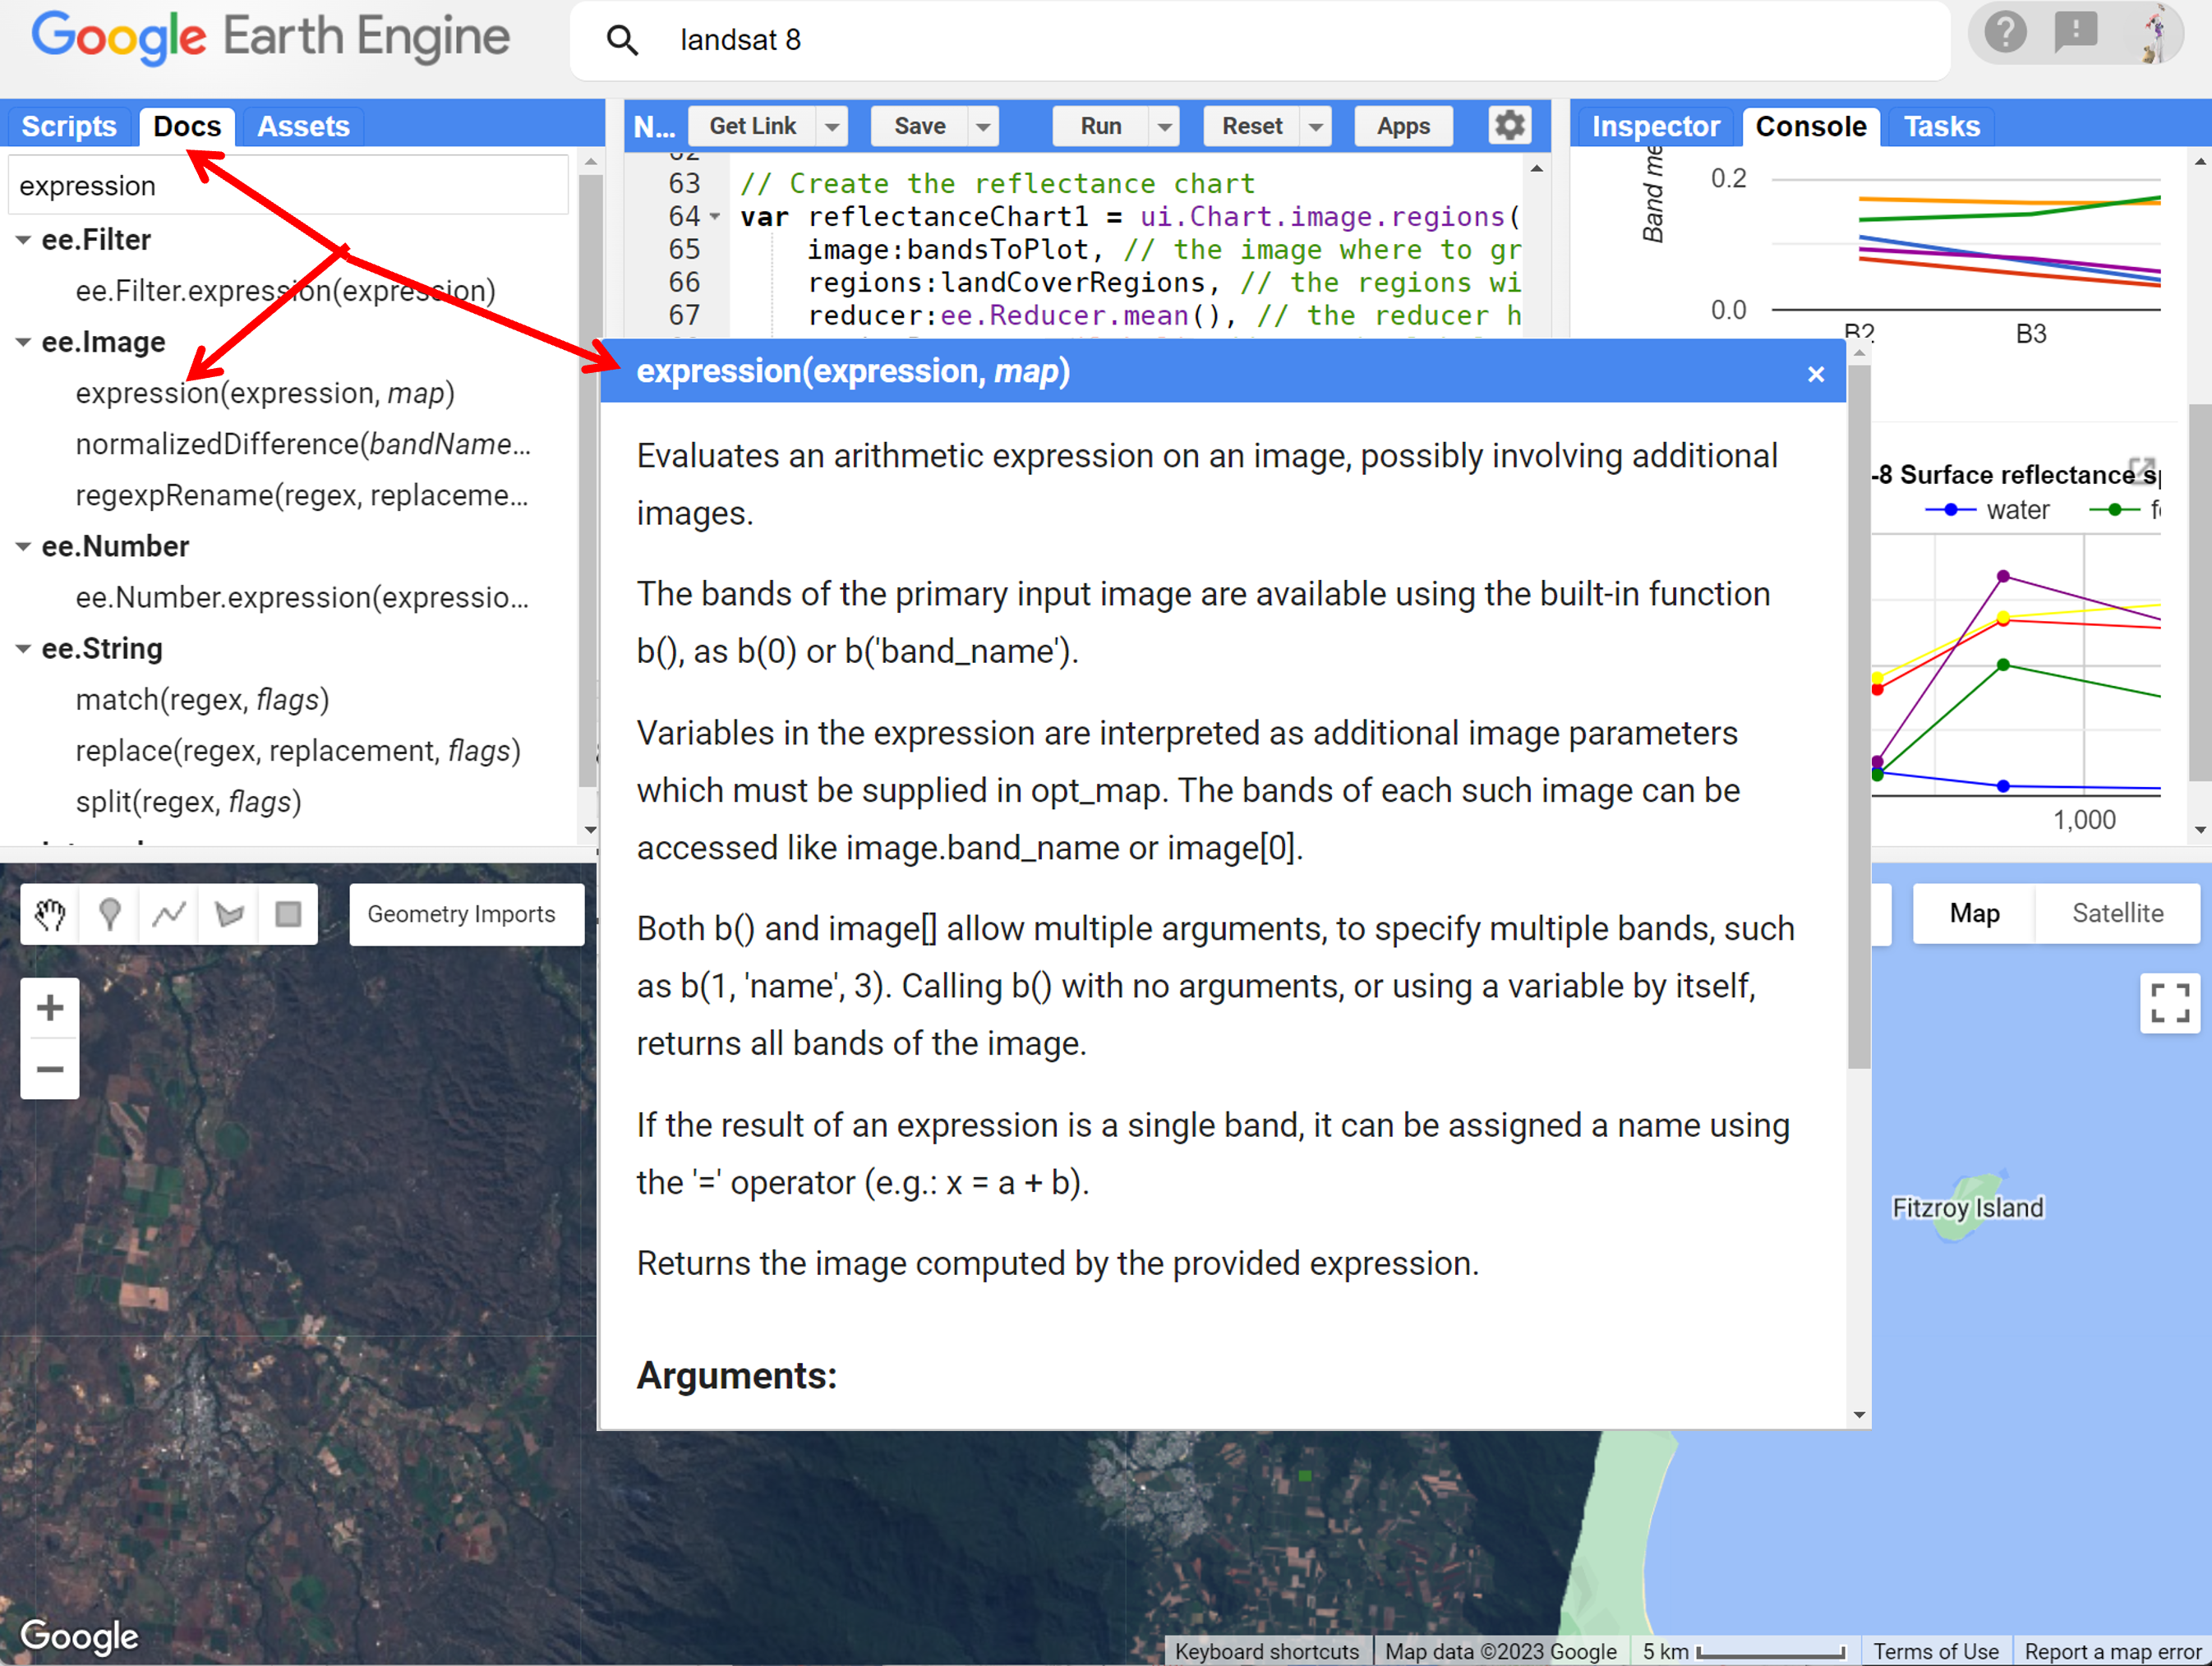 Google Earth Engine
landsat 8
Scripts Docs Assets
expression
ee.Filter
ee.Filter.expression(expression)
ee.Image
expression(expression, map)
normalizedDifference(bandName...
regexpRename(regex, replaceme...
ee.Number
ee.Number.expression(expressio...
ee.String
match(regex, flags)
replace(regex, replacement, flags)
split(regex, flags)
N... Get Link Save Run Reset Apps
62
63 // Create the reflectance chart
64 var reflectanceChart1 = ui.Chart.image.regions(
65 image:bandsToPlot, // the image where to gr
66 regions:landCoverRegions, // the regions wi
67 reducer:ee.Reducer.mean(), // the reducer h
Inspector Console Tasks
Band me
0.2
0.0
B2 B3
-8 Surface reflectance s
water f
1,000
expression(expression, map) ×
Evaluates an arithmetic expression on an image, possibly involving additional
images.
The bands of the primary input image are available using the built-in function
b(), as b(0) or b('band_name').
Variables in the expression are interpreted as additional image parameters
which must be supplied in opt_map. The bands of each such image can be
accessed like image.band_name or image[0].
Both b() and image[] allow multiple arguments, to specify multiple bands, such
as b(1, 'name', 3). Calling b() with no arguments, or using a variable by itself,
returns all bands of the image.
If the result of an expression is a single band, it can be assigned a name using
the '=' operator (e.g.: x = a + b).
Returns the image computed by the provided expression.
Arguments:
Geometry Imports
Map Satellite
+
−
Fitzroy Island
Google
Keyboard shortcuts Map data ©2023 Google 5 km Terms of Use Report a map error